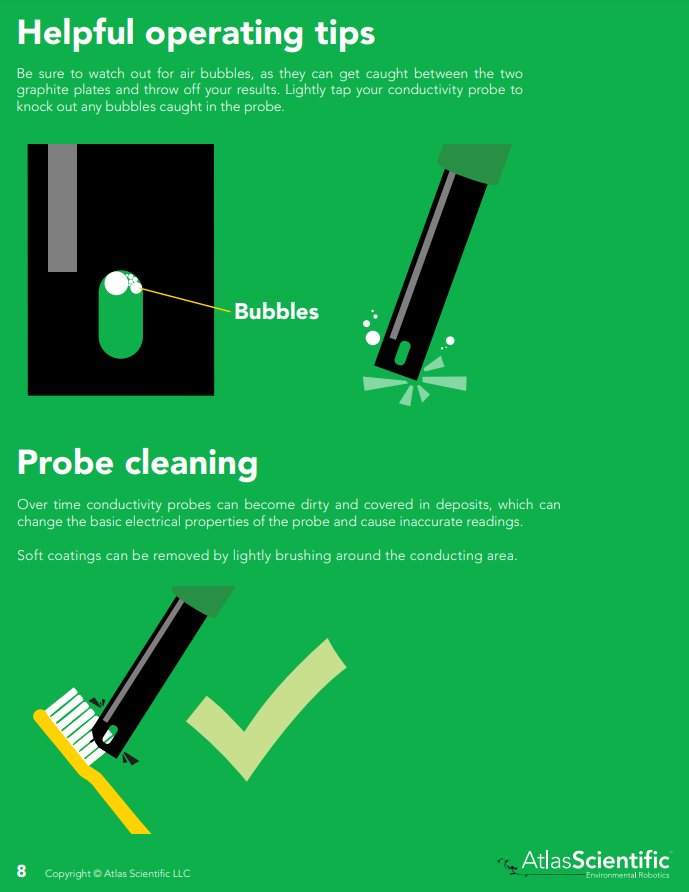 Helpful operating tips
Be sure to watch out for air bubbles, as they can get caught between the two
graphite plates and throw off your results. Lightly tap your conductivity probe to
knock out any bubbles caught in the probe.
Bubbles
Probe cleaning
Over time conductivity probes can become dirty and covered in deposits, which can
change the basic electrical properties of the probe and cause inaccurate readings.
Soft coatings can be removed by lightly brushing around the conducting area.
8 Copyright © Atlas Scientific LLC
AtlasScientific
Environmental Robotics